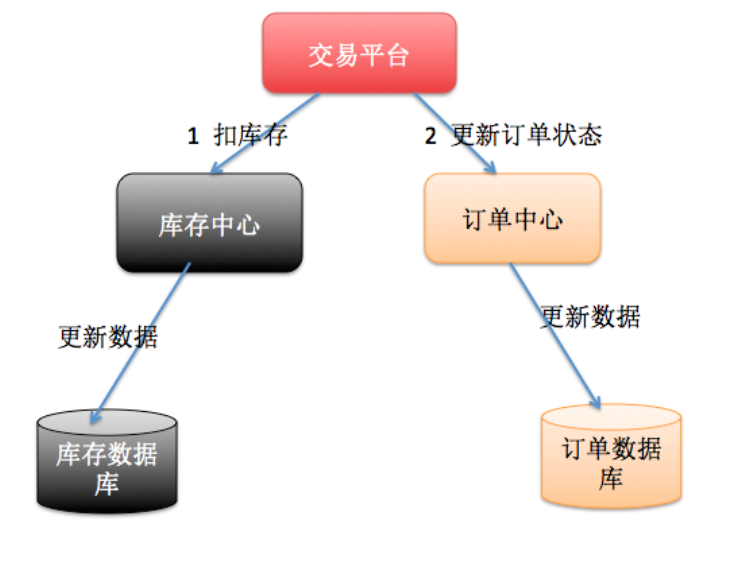 交易平台
1 扣库存
2 更新订单状态
库存中心
订单中心
更新数据
更新数据
库存数据
库
订单数据
库